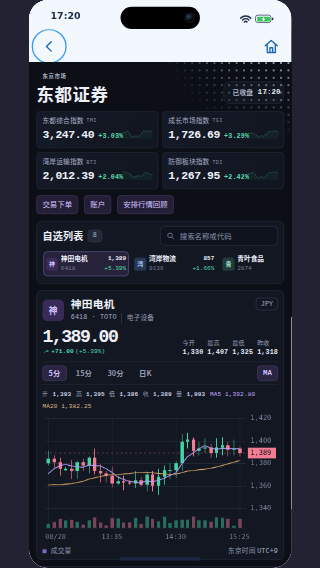 17:20
东京市场
东都证券
已收盘 17:20
东都综合指数 TMI
3,247.40 +3.03%
成长市场指数 TGI
1,726.69 +3.29%
湾岸运输指数 BTI
2,012.39 +2.04%
防御板块指数 TDI
1,267.95 +2.42%
交易下单
账户
安排行情回顾
自选列表 8
搜索名称或代码
神 神田电机 1,389
6418 +5.39%
湾 湾岸物流 857
9136 +1.66%
青 青叶食品
2874
神 神田电机 JPY
6418 · TOTO 电子设备
1,389.00
+71.00 (+5.39%)
今开 最高 最低 昨收
1,330 1,407 1,325 1,318
5分 15分 30分 日K MA
开 1,393 高 1,395 低 1,386 收 1,389 量 1,993 MA5 1,392.80
MA20 1,382.25
1,420
1,400
1,389
1,380
1,360
1,340
08/28 13:35 14:30 15:25
成交量 东京时间 UTC+9